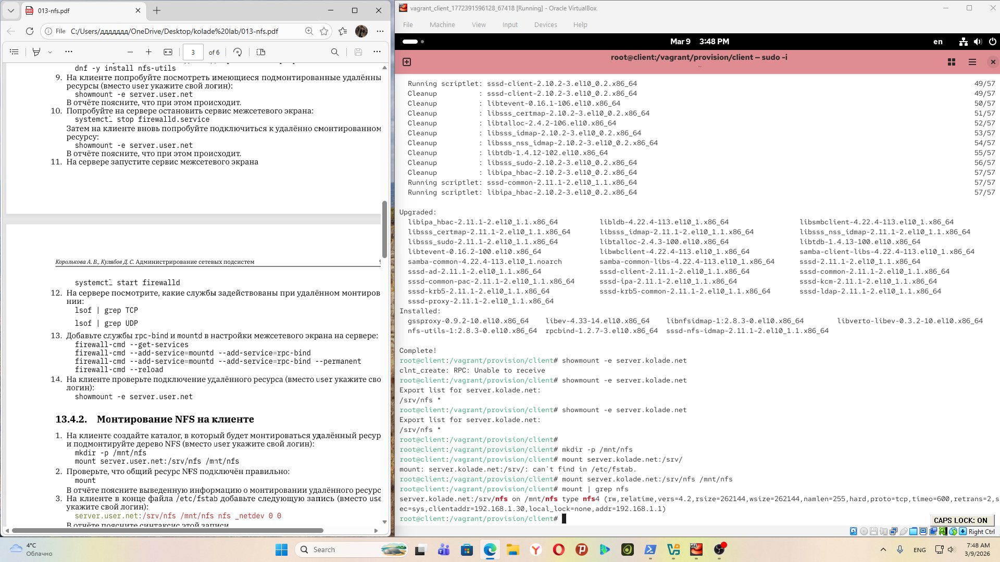 013-nfs.pdf
File
C:/Users/ддддддд/OneDrive/Desktop/kolade%20lab/013-nfs.pdf
3
of 6
dnf -y install nfs-utils
9. На клиенте попробуйте посмотреть имеющиеся подмонтированные удалённы
ресурсы (вместо user укажите свой логин):
showmount -e server.user.net
В отчёте поясните, что при этом происходит.
10. Попробуйте на сервере остановить сервис межсетевого экрана:
systemctl stop firewalld.service
Затем на клиенте вновь попробуйте подключиться к удалённо смонтированном
ресурсу:
showmount -e server.user.net
В отчёте поясните, что при этом происходит.
11. На сервере запустите сервис межсетевого экрана
Королькова А. В., Кулябов Д. С. Администрирование сетевых подсистем
systemctl start firewalld
12. На сервере посмотрите, какие службы задействованы при удалённом монтиров
нии:
lsof | grep TCP
lsof | grep UDP
13. Добавьте службы rpc-bind и mountd в настройки межсетевого экрана на сервере:
firewall-cmd --get-services
firewall-cmd --add-service=mountd --add-service=rpc-bind
firewall-cmd --add-service=mountd --add-service=rpc-bind --permanent
firewall-cmd --reload
14. На клиенте проверьте подключение удалённого ресурса (вместо user укажите сво
логин):
showmount -e server.user.net
13.4.2. Монтирование NFS на клиенте
1. На клиенте создайте каталог, в который будет монтироваться удалённый ресур
и подмонтируйте дерево NFS (вместо user укажите свой логин):
mkdir -p /mnt/nfs
mount server.user.net:/srv/nfs /mnt/nfs
2. Проверьте, что общий ресурс NFS подключён правильно:
mount
В отчёте поясните выведенную информацию о монтировании удалённого ресурс
3. На клиенте в конце файла /etc/fstab добавьте следующую запись (вместо use
укажите свой логин):
server.user.net:/srv/nfs /mnt/nfs nfs _netdev 0 0
В отчёте поясните синтаксис этой записи
vagrant_client_1772391596128_67418 [Running] - Oracle VirtualBox
File Machine View Input Devices Help
Mar 9 3:48 PM
en
root@client:/vagrant/provision/client — sudo -i
~
Running scriptlet: sssd-client-2.10.2-3.el10_0.2.x86_64 49/57
Cleanup : sssd-client-2.10.2-3.el10_0.2.x86_64 49/57
Cleanup : libtevent-0.16.1-106.el10.x86_64 50/57
Cleanup : libsss_certmap-2.10.2-3.el10_0.2.x86_64 51/57
Cleanup : libtalloc-2.4.2-106.el10.x86_64 52/57
Cleanup : libsss_idmap-2.10.2-3.el10_0.2.x86_64 53/57
Cleanup : libsss_nss_idmap-2.10.2-3.el10_0.2.x86_64 54/57
Cleanup : libtdb-1.4.12-102.el10.x86_64 55/57
Cleanup : libsss_sudo-2.10.2-3.el10_0.2.x86_64 56/57
Cleanup : libipa_hbac-2.10.2-3.el10_0.2.x86_64 57/57
Running scriptlet: sssd-common-2.11.1-2.el10_1.1.x86_64 57/57
Running scriptlet: libipa_hbac-2.10.2-3.el10_0.2.x86_64 57/57
Upgraded:
libipa_hbac-2.11.1-2.el10_1.1.x86_64 libldb-4.22.4-113.el10_1.x86_64 libsmbclient-4.22.4-113.el10_1.x86_64
libsss_certmap-2.11.1-2.el10_1.1.x86_64 libsss_idmap-2.11.1-2.el10_1.1.x86_64 libsss_nss_idmap-2.11.1-2.el10_1.1.x86_64
libsss_sudo-2.11.1-2.el10_1.1.x86_64 libtalloc-2.4.3-100.el10.x86_64 libtdb-1.4.13-100.el10.x86_64
libtevent-0.16.2-100.el10.x86_64 libwbclient-4.22.4-113.el10_1.x86_64 samba-client-libs-4.22.4-113.el10_1.x86_64
samba-common-4.22.4-113.el10_1.noarch samba-common-libs-4.22.4-113.el10_1.x86_64 sssd-2.11.1-2.el10_1.1.x86_64
sssd-ad-2.11.1-2.el10_1.1.x86_64 sssd-client-2.11.1-2.el10_1.1.x86_64 sssd-common-2.11.1-2.el10_1.1.x86_64
sssd-common-pac-2.11.1-2.el10_1.1.x86_64 sssd-ipa-2.11.1-2.el10_1.1.x86_64 sssd-kcm-2.11.1-2.el10_1.1.x86_64
sssd-krb5-2.11.1-2.el10_1.1.x86_64 sssd-krb5-common-2.11.1-2.el10_1.1.x86_64 sssd-ldap-2.11.1-2.el10_1.1.x86_64
sssd-proxy-2.11.1-2.el10_1.1.x86_64
Installed:
gssproxy-0.9.2-10.el10.x86_64 libev-4.33-14.el10.x86_64 libnfsidmap-1:2.8.3-0.el10.x86_64 libverto-libev-0.3.2-10.el10.x86_64
nfs-utils-1:2.8.3-0.el10.x86_64 rpcbind-1.2.7-3.el10.x86_64 sssd-nfs-idmap-2.11.1-2.el10_1.1.x86_64
Complete!
root@client:/vagrant/provision/client# showmount -e server.kolade.net
clnt_create: RPC: Unable to receive
root@client:/vagrant/provision/client# showmount -e server.kolade.net
Export list for server.kolade.net:
/srv/nfs *
root@client:/vagrant/provision/client# showmount -e server.kolade.net
Export list for server.kolade.net:
/srv/nfs *
root@client:/vagrant/provision/client#
root@client:/vagrant/provision/client# mkdir -p /mnt/nfs
root@client:/vagrant/provision/client# mount server.kolade.net:/srv/
mount: server.kolade.net:/srv/: can't find in /etc/fstab.
root@client:/vagrant/provision/client# mount server.kolade.net:/srv/nfs /mnt/nfs
root@client:/vagrant/provision/client# mount | grep nfs
server.kolade.net:/srv/nfs on /mnt/nfs type nfs4 (rw,relatime,vers=4.2,rsize=262144,wsize=262144,namlen=255,hard,proto=tcp,timeo=600,retrans=2,s
ec=sys,clientaddr=192.168.1.30,local_lock=none,addr=192.168.1.1)
root@client:/vagrant/provision/client#
CAPS LOCK: ON
Right Ctrl
4°C
Облачно
Search
ENG
7:48 AM
3/9/2026